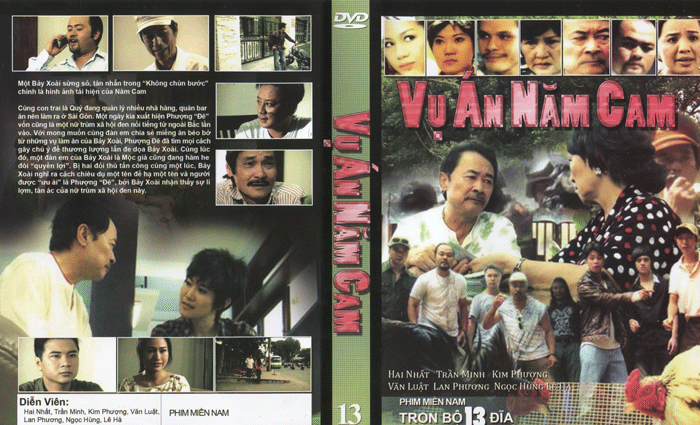 Một Bảy Xoài sừng sỏ, tàn nhẫn trong "Không chùn bước"
chính là hình ảnh tái hiện của Năm Cam
Cùng con trai là Quý đang quản lý nhiều nhà hàng, quán bar
ăn nên làm ra ở Sài Gòn. Một ngày kia xuất hiện Phượng "Đê"
vốn cũng là một nữ trùm xã hội đen nổi tiếng từ ngoài Bắc lấn
vào. Với mong muốn cùng đàn em chia sẻ miếng ăn béo bở
từ những vụ làm ăn của Bảy Xoài, Phượng Đê đã tìm mọi cách
gây chú ý để thương lượng lẫn đe dọa Bảy Xoài. Cùng lúc
đó, một đàn em của Bảy Xoài là Mộc già cũng đang hăm he
đòi "quyền lợi". Bị hai đối thủ tấn công cùng một lúc, Bảy
Xoài nghĩ ra cách chiêu dụ một tên để hạ một tên và người
được "ưu ái" là Phượng "Đê", bởi Bảy Xoài nhận thấy sự lì
lợm, tàn ác của nữ trùm xã hội đen này.
Diễn Viên:
Hai Nhất, Trần Minh, Kim Phượng, Văn Luật,
Lan Phương, Ngọc Hùng, Lê Hà
PHIM MIỀN NAM
DVD
VỤ ÁN NĂM CAM
13
VỤ ÁN NĂM CAM
HAI NHẤT TRẦN MINH KIM PHƯỢNG
VĂN LUẬT LAN PHƯƠNG NGỌC HÙNG LÊ HÀ
PHIM MIỀN NAM
TRỌN BỘ 13 ĐĨA